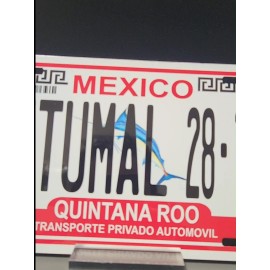 MEXICO
TUMAL 28-
QUINTANA ROO
TRANSPORTE PRIVADO AUTOMOVIL